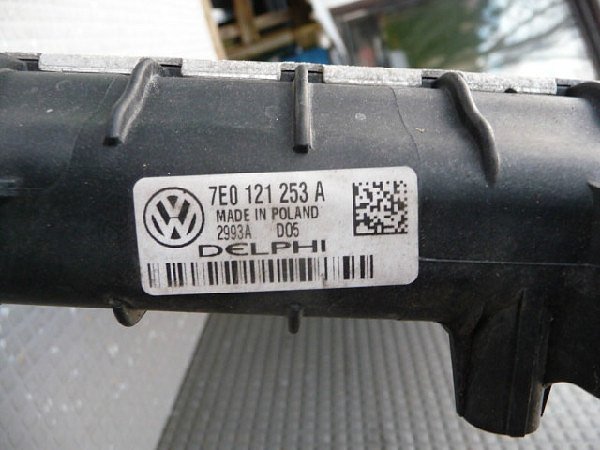 7E0 121 253 A
MADE IN POLAND
2993A D05
DELPHI